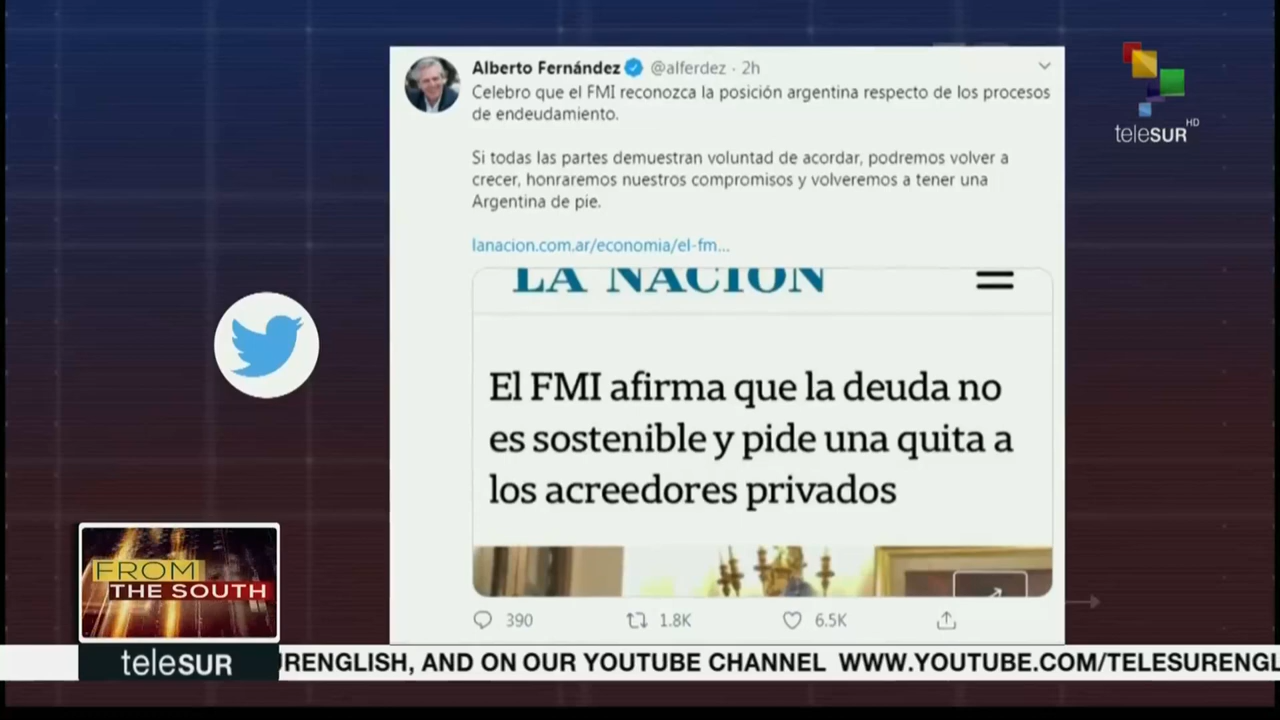 Alberto Fernández @alferdez · 2h
Celebro que el FMI reconozca la posición argentina respecto de los procesos
de endeudamiento.
Si todas las partes demuestran voluntad de acordar, podremos volver a
crecer, honraremos nuestros compromisos y volveremos a tener una
Argentina de pie.
lanacion.com.ar/economia/el-fm...
LA NACION
El FMI afirma que la deuda no
es sostenible y pide una quita a
los acreedores privados
390 1.8K 6.5K
teleSUR HD
FROM
THE SOUTH
teleSUR
URENGLISH, AND ON OUR YOUTUBE CHANNEL WWW.YOUTUBE.COM/TELESURENGL